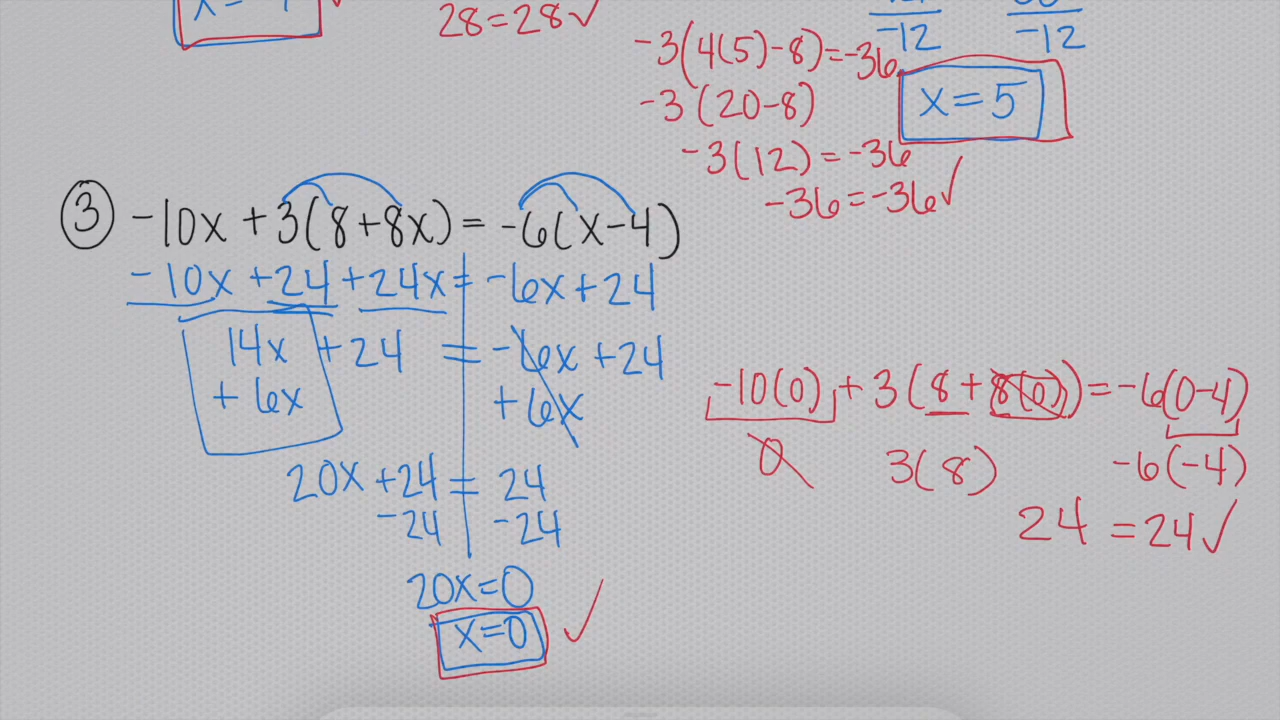 28=28✓
-12 -12
-3(4(5)-8)=-36
x=5
-3(20-8)
-3(12)=-36
-36=-36✓
③ -10x+3(8+8x)=-6(x-4)
-10x+24+24x=-6x+24
14x+24=-6x+24
+6x +6x
20x+24=24
-24 -24
20x=0
x=0 ✓
-10(0)+3(8+8(0))=-6(0-4)
0 3(8) -6(-4)
24=24✓